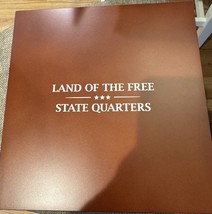 LAND OF THE FREE
STATE QUARTERS